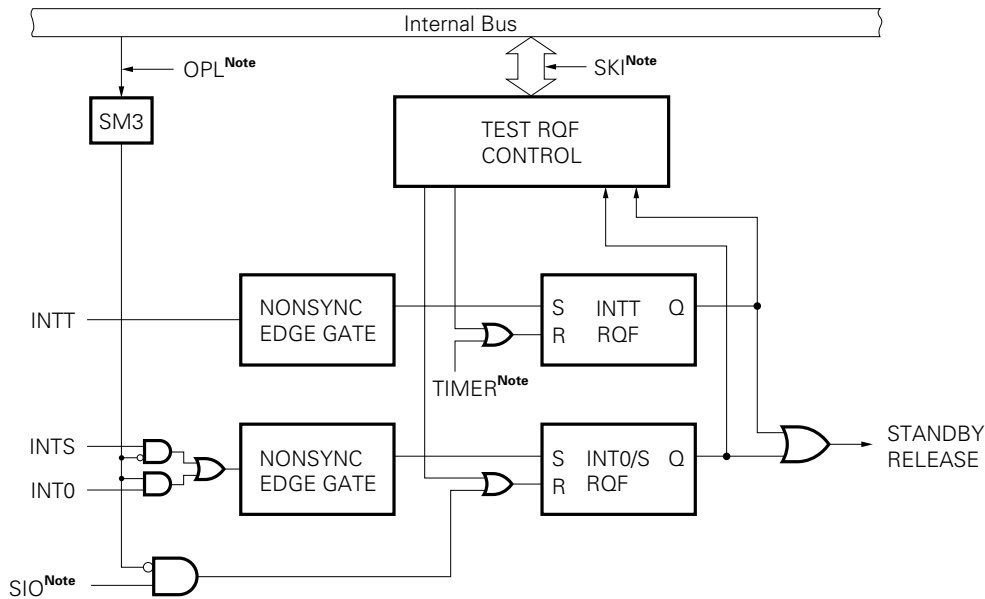 Internal Bus
OPLNote
SKINote
SM3
TEST RQF
CONTROL
INTT
NONSYNC
EDGE GATE
S INTT Q
R RQF
TIMERNote
INTS
INT0
NONSYNC
EDGE GATE
S INT0/S Q
R RQF
STANDBY
RELEASE
SIONote